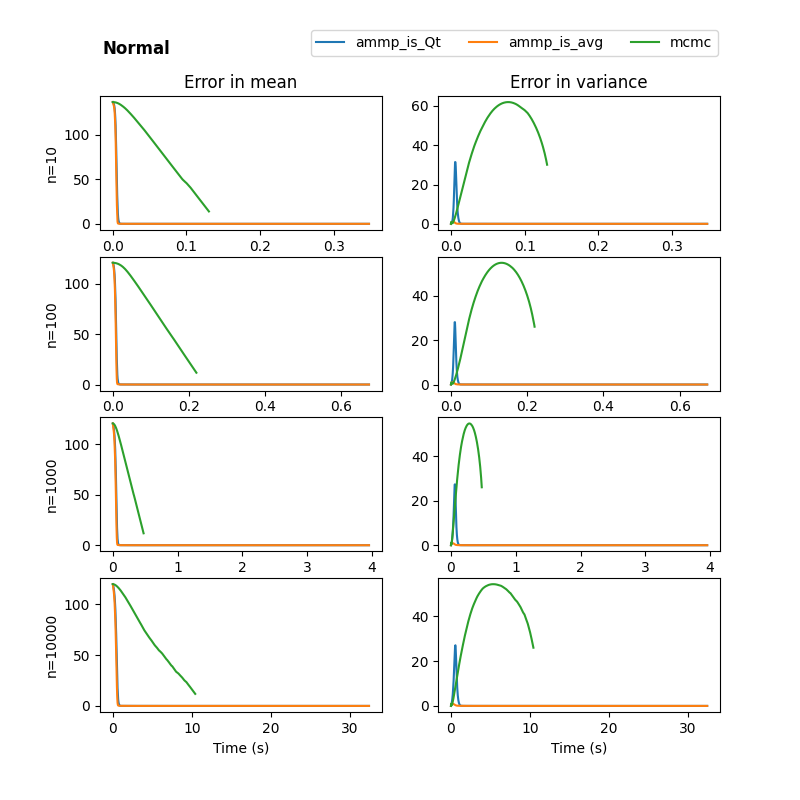 Normal
ammp_is_Qt ammp_is_avg mcmc
Error in mean Error in variance
n=10
100
50
0
0.0 0.1 0.2 0.3
60
40
20
0
0.0 0.1 0.2 0.3
n=100
100
50
0
0.0 0.2 0.4 0.6
40
20
0
0.0 0.2 0.4 0.6
n=1000
100
50
0
0 1 2 3 4
40
20
0
0 1 2 3 4
n=10000
100
50
0
0 10 20 30
Time (s)
40
20
0
0 10 20 30
Time (s)